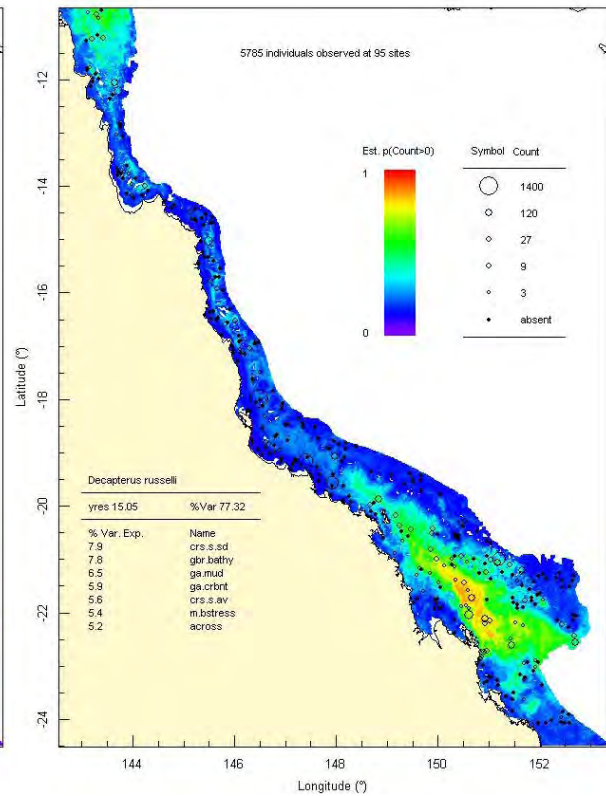 5785 individuals observed at 95 sites
Est. p(Count>0)
1
0
Symbol Count
1400
120
27
9
3
absent
Latitude (°)
-12
-14
-16
-18
-20
-22
-24
Decapterus russelli
yres 15.05 %Var 77.32
% Var. Exp. Name
7.9 crs.s.sd
7.8 gbr.bathy
6.5 ga.mud
5.9 ga.crbnt
5.6 crs.s.av
5.4 m.bstress
5.2 across
144 146 148 150 152
Longitude (°)